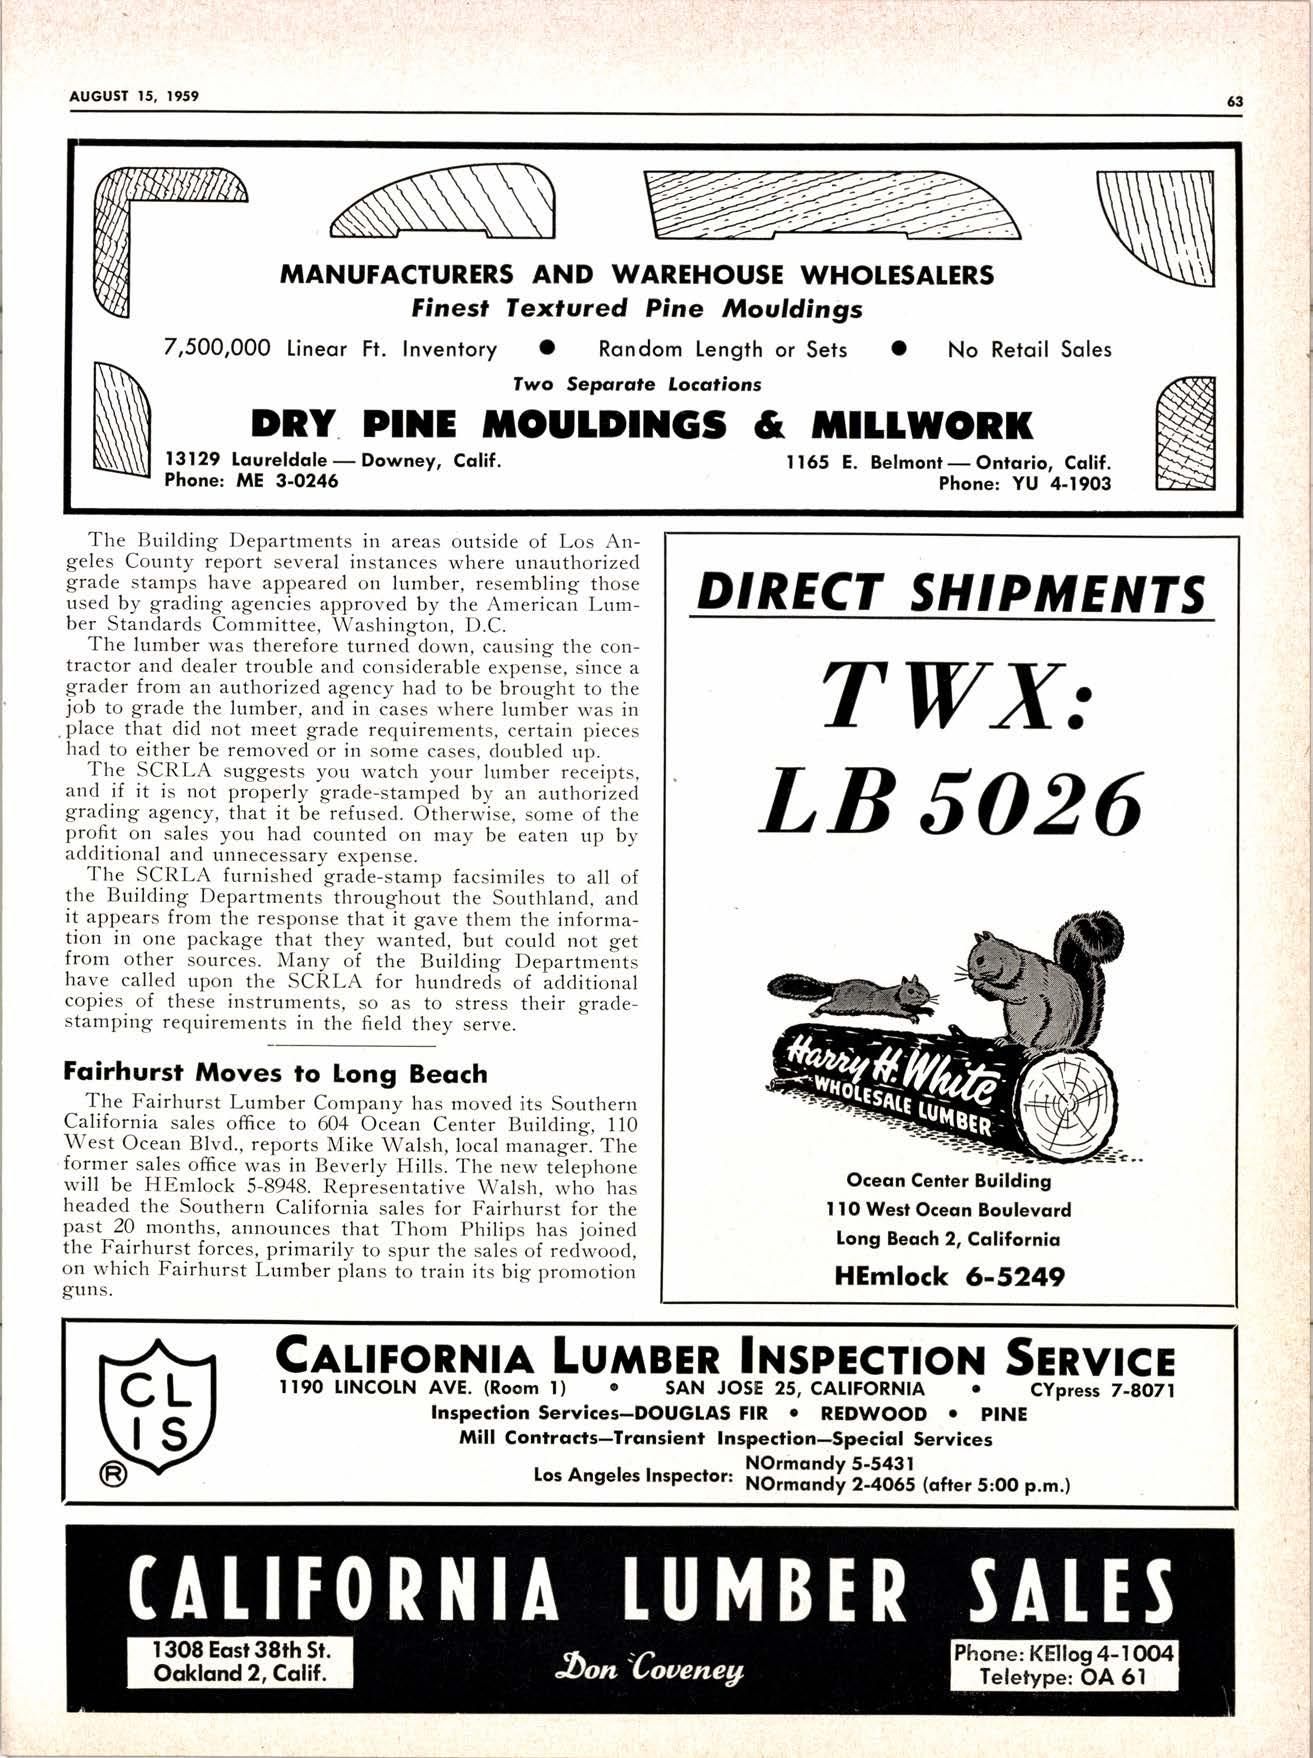 AUGUST 15, 1959
63
MANUFACTURERS AND WAREHOUSE WHOLESALERS
Finest Textured Pine Mouldings
7,500,000 Linear Ft. Inventory ● Random Length or Sets ● No Retail Sales
Two Separate Locations
DRY PINE MOULDINGS & MILLWORK
13129 Laureldale — Downey, Calif.
Phone: ME 3-0246
1165 E. Belmont — Ontario, Calif.
Phone: YU 4-1903
The Building Departments in areas outside of Los An-
geles County report several instances where unauthorized
grade stamps have appeared on lumber, resembling those
used by grading agencies approved by the American Lum-
ber Standards Committee, Washington, D.C.
The lumber was therefore turned down, causing the con-
tractor and dealer trouble and considerable expense, since a
grader from an authorized agency had to be brought to the
job to grade the lumber, and in cases where lumber was in
place that did not meet grade requirements, certain pieces
had to either be removed or in some cases, doubled up.
The SCRLA suggests you watch your lumber receipts,
and if it is not properly grade-stamped by an authorized
grading agency, that it be refused. Otherwise, some of the
profit on sales you had counted on may be eaten up by
additional and unnecessary expense.
The SCRLA furnished grade-stamp facsimiles to all of
the Building Departments throughout the Southland, and
it appears from the response that it gave them the informa-
tion in one package that they wanted, but could not get
from other sources. Many of the Building Departments
have called upon the SCRLA for hundreds of additional
copies of these instruments, so as to stress their grade-
stamping requirements in the field they serve.
Fairhurst Moves to Long Beach
The Fairhurst Lumber Company has moved its Southern
California sales office to 604 Ocean Center Building, 110
West Ocean Blvd., reports Mike Walsh, local manager. The
former sales office was in Beverly Hills. The new telephone
will be HEmlock 5-8948. Representative Walsh, who has
headed the Southern California sales for Fairhurst for the
past 20 months, announces that Thom Philips has joined
the Fairhurst forces, primarily to spur the sales of redwood,
on which Fairhurst Lumber plans to train its big promotion
guns.
DIRECT SHIPMENTS
TWX:
LB 5026
Harry H. White
WHOLESALE LUMBER
Ocean Center Building
110 West Ocean Boulevard
Long Beach 2, California
HEmlock 6-5249
CL
IS
®
CALIFORNIA LUMBER INSPECTION SERVICE
1190 LINCOLN AVE. (Room 1) • SAN JOSE 25, CALIFORNIA • CYpress 7-8071
Inspection Services—DOUGLAS FIR • REDWOOD • PINE
Mill Contracts—Transient Inspection—Special Services
Los Angeles Inspector:
NOrmandy 5-5431
NOrmandy 2-4065 (after 5:00 p.m.)
CALIFORNIA LUMBER SALES
1308 East 38th St.
Oakland 2, Calif.
Don Coveney
Phone: KEllog 4-1004
Teletype: OA 61